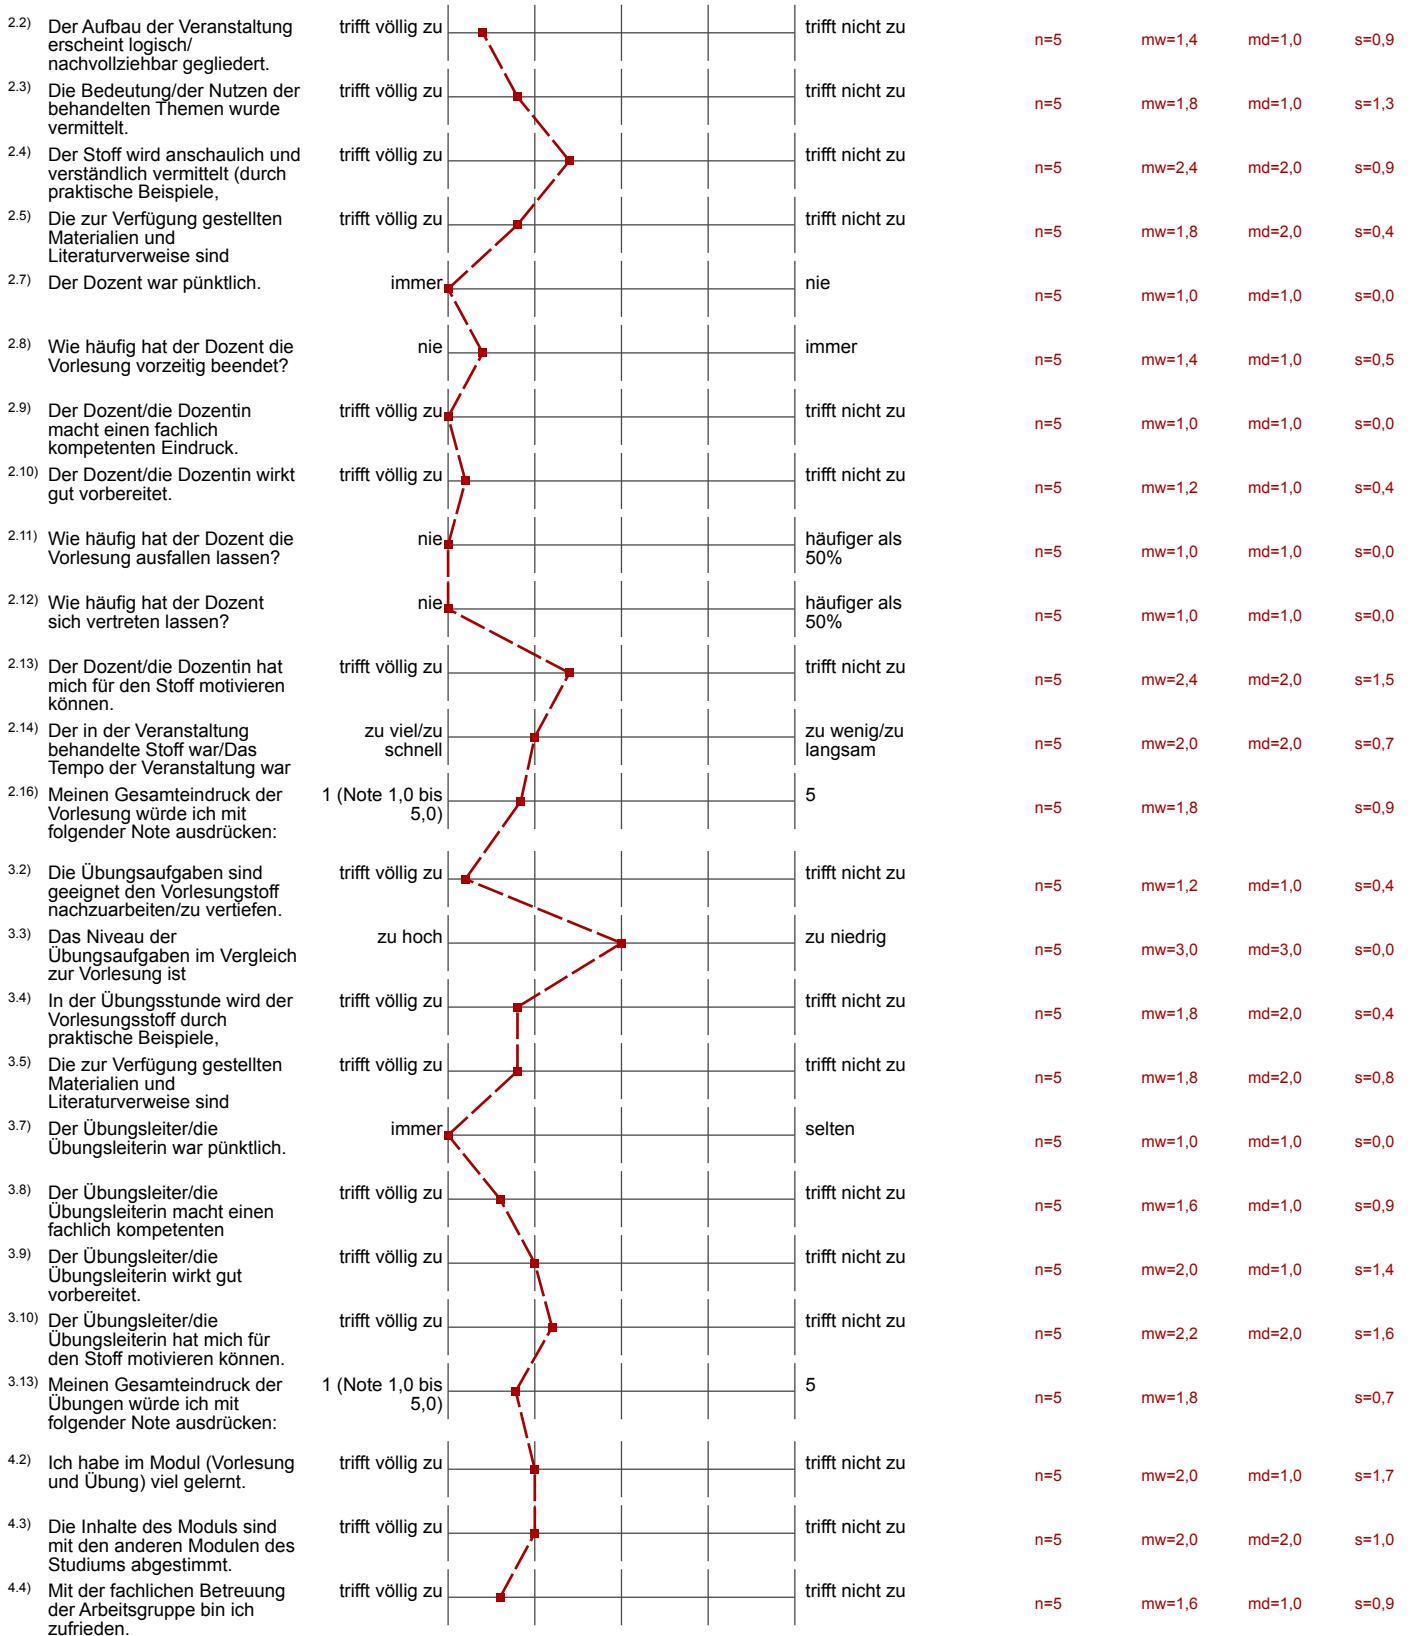 2.2) Der Aufbau der Veranstaltung
erscheint logisch/
nachvollziehbar gegliedert.
trifft völlig zu
trifft nicht zu
n=5 mw=1,4 md=1,0 s=0,9
2.3) Die Bedeutung/der Nutzen der
behandelten Themen wurde
vermittelt.
trifft völlig zu
trifft nicht zu
n=5 mw=1,8 md=1,0 s=1,3
2.4) Der Stoff wird anschaulich und
verständlich vermittelt (durch
praktische Beispiele,
trifft völlig zu
trifft nicht zu
n=5 mw=2,4 md=2,0 s=0,9
2.5) Die zur Verfügung gestellten
Materialien und
Literaturverweise sind
trifft völlig zu
trifft nicht zu
n=5 mw=1,8 md=2,0 s=0,4
2.7) Der Dozent war pünktlich.
immer
nie
n=5 mw=1,0 md=1,0 s=0,0
2.8) Wie häufig hat der Dozent die
Vorlesung vorzeitig beendet?
nie
immer
n=5 mw=1,4 md=1,0 s=0,5
2.9) Der Dozent/die Dozentin
macht einen fachlich
kompetenten Eindruck.
trifft völlig zu
trifft nicht zu
n=5 mw=1,0 md=1,0 s=0,0
2.10) Der Dozent/die Dozentin wirkt
gut vorbereitet.
trifft völlig zu
trifft nicht zu
n=5 mw=1,2 md=1,0 s=0,4
2.11) Wie häufig hat der Dozent die
Vorlesung ausfallen lassen?
nie
häufiger als
50%
n=5 mw=1,0 md=1,0 s=0,0
2.12) Wie häufig hat der Dozent
sich vertreten lassen?
nie
häufiger als
50%
n=5 mw=1,0 md=1,0 s=0,0
2.13) Der Dozent/die Dozentin hat
mich für den Stoff motivieren
können.
trifft völlig zu
trifft nicht zu
n=5 mw=2,4 md=2,0 s=1,5
2.14) Der in der Veranstaltung
behandelte Stoff war/Das
Tempo der Veranstaltung war
zu viel/zu
schnell
zu wenig/zu
langsam
n=5 mw=2,0 md=2,0 s=0,7
2.16) Meinen Gesamteindruck der
Vorlesung würde ich mit
folgender Note ausdrücken:
1 (Note 1,0 bis
5,0)
5
n=5 mw=1,8 s=0,9
3.2) Die Übungsaufgaben sind
geeignet den Vorlesungstoff
nachzuarbeiten/zu vertiefen.
trifft völlig zu
trifft nicht zu
n=5 mw=1,2 md=1,0 s=0,4
3.3) Das Niveau der
Übungsaufgaben im Vergleich
zur Vorlesung ist
zu hoch
zu niedrig
n=5 mw=3,0 md=3,0 s=0,0
3.4) In der Übungsstunde wird der
Vorlesungsstoff durch
praktische Beispiele,
trifft völlig zu
trifft nicht zu
n=5 mw=1,8 md=2,0 s=0,4
3.5) Die zur Verfügung gestellten
Materialien und
Literaturverweise sind
trifft völlig zu
trifft nicht zu
n=5 mw=1,8 md=2,0 s=0,8
3.7) Der Übungsleiter/die
Übungsleiterin war pünktlich.
immer
selten
n=5 mw=1,0 md=1,0 s=0,0
3.8) Der Übungsleiter/die
Übungsleiterin macht einen
fachlich kompetenten
trifft völlig zu
trifft nicht zu
n=5 mw=1,6 md=1,0 s=0,9
3.9) Der Übungsleiter/die
Übungsleiterin wirkt gut
vorbereitet.
trifft völlig zu
trifft nicht zu
n=5 mw=2,0 md=1,0 s=1,4
3.10) Der Übungsleiter/die
Übungsleiterin hat mich für
den Stoff motivieren können.
trifft völlig zu
trifft nicht zu
n=5 mw=2,2 md=2,0 s=1,6
3.13) Meinen Gesamteindruck der
Übungen würde ich mit
folgender Note ausdrücken:
1 (Note 1,0 bis
5,0)
5
n=5 mw=1,8 s=0,7
4.2) Ich habe im Modul (Vorlesung
und Übung) viel gelernt.
trifft völlig zu
trifft nicht zu
n=5 mw=2,0 md=1,0 s=1,7
4.3) Die Inhalte des Moduls sind
mit den anderen Modulen des
Studiums abgestimmt.
trifft völlig zu
trifft nicht zu
n=5 mw=2,0 md=2,0 s=1,0
4.4) Mit der fachlichen Betreuung
der Arbeitsgruppe bin ich
zufrieden.
trifft völlig zu
trifft nicht zu
n=5 mw=1,6 md=1,0 s=0,9